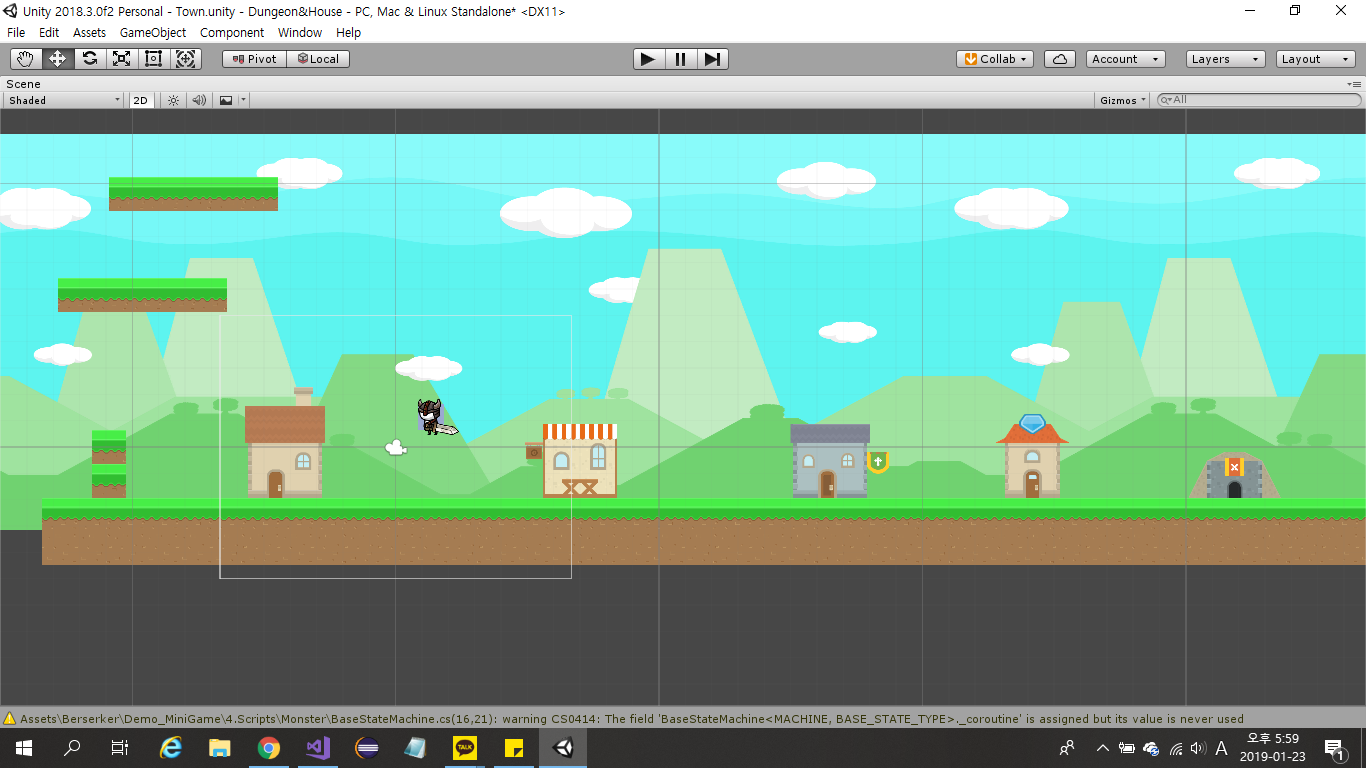 Unity 2018.3.0f2 Personal - Town.unity - Dungeon&House - PC, Mac & Linux Standalone* <DX11>
File Edit Assets GameObject Component Window Help
Pivot Local Collab Account Layers Layout
Scene
Shaded 2D Gizmos All
Assets\Berserker\Demo_MiniGame\4.Scripts\Monster\BaseStateMachine.cs(16,21): warning CS0414: The field 'BaseStateMachine<MACHINE, BASE_STATE_TYPE>._coroutine' is assigned but its value is never used
TALK
A
오후 5:59
2019-01-23
1